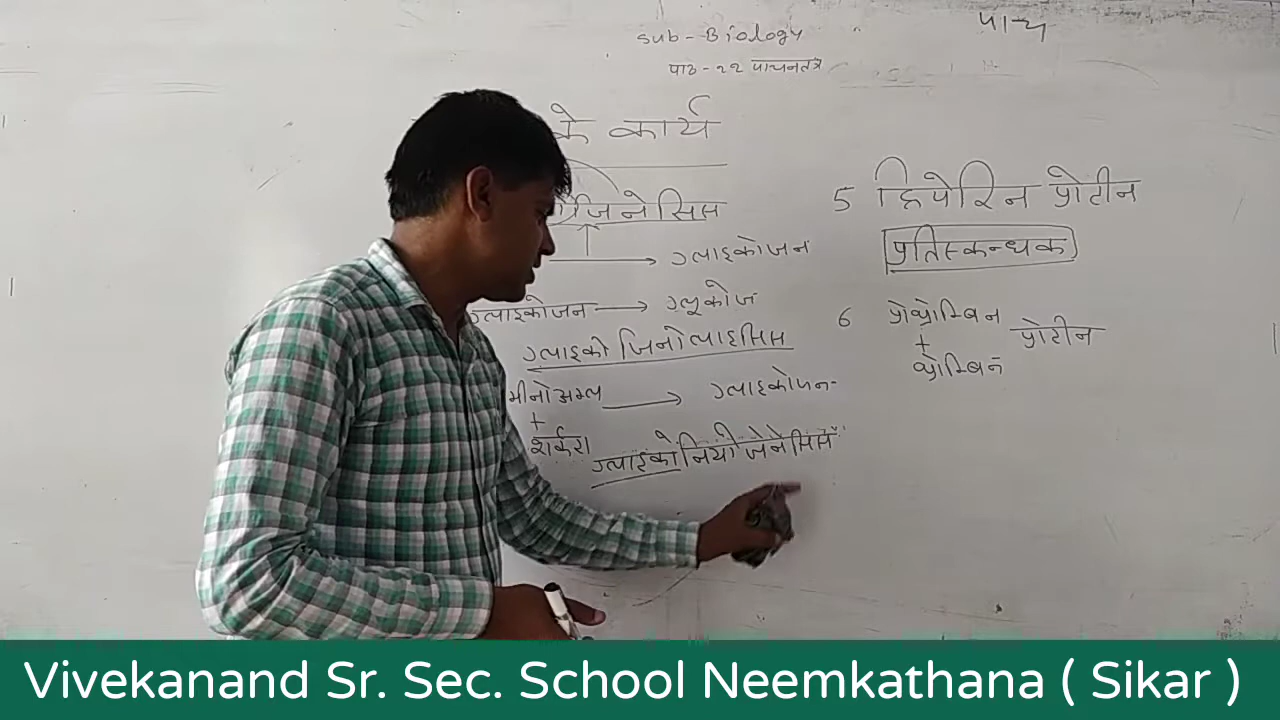 पाच
Sub-Biology
पाठ-22 पाचनतंत्र
के कार्य
जिनेसिस
→ ग्लाइकोजन
ग्लाइकोजन → ग्लूकोज
ग्लाइको जिनोलाइसिस
मीनो अम्ल → ग्लाइकोजन
+
शर्करा
ग्लाइको नियो जेनेसिस
5 हिपेरिन प्रोटीन
प्रतिस्कन्धक
6 प्रोथ्रोम्बिन
+ प्रोटीन
थ्रोम्बिन
Vivekanand Sr. Sec. School Neemkathana ( Sikar )